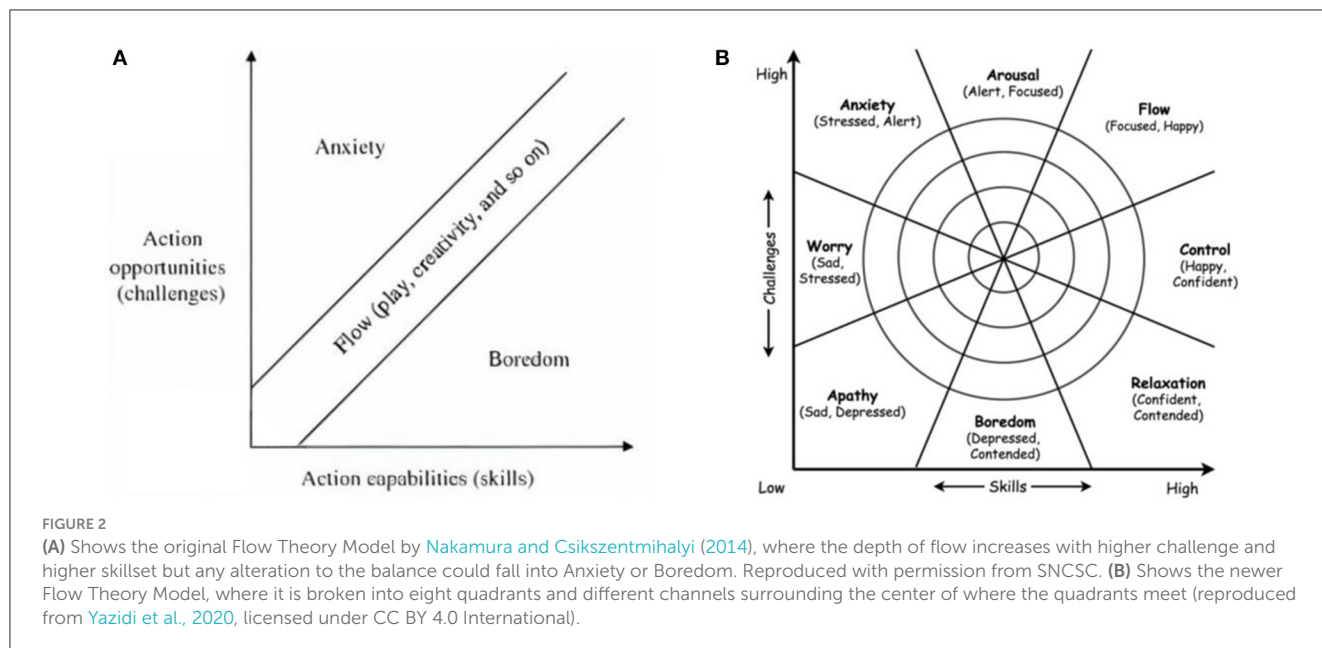 A
Anxiety
Flow (play, creativity, and so on)
Action
opportunities
(challenges)
Boredom
Action capabilities (skills)
B
High
Arousal
(Alert, Focused)
Anxiety
(Stressed, Alert)
Flow
(Focused, Happy)
Challenges
Worry
(Sad,
Stressed)
Control
(Happy,
Confident)
Apathy
(Sad, Depressed)
Relaxation
(Confident,
Contended)
Boredom
(Depressed,
Contended)
Low
Skills
High
FIGURE 2
(A) Shows the original Flow Theory Model by Nakamura and Csikszentmihalyi (2014), where the depth of flow increases with higher challenge and
higher skillset but any alteration to the balance could fall into Anxiety or Boredom. Reproduced with permission from SNCSC. (B) Shows the newer
Flow Theory Model, where it is broken into eight quadrants and different channels surrounding the center of where the quadrants meet (reproduced
from Yazidi et al., 2020, licensed under CC BY 4.0 International).